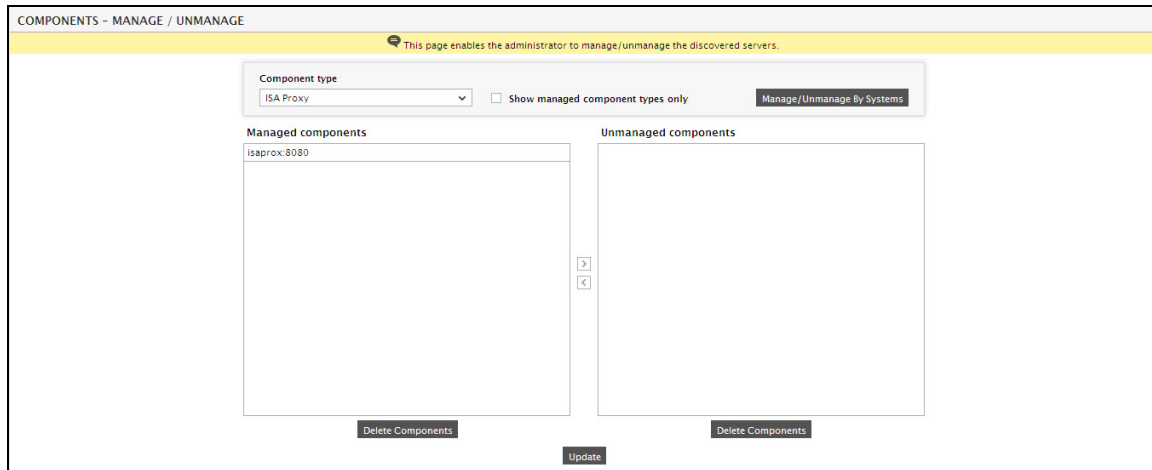 COMPONENTS - MANAGE / UNMANAGE
This page enables the administrator to manage/unmanage the discovered servers.
Component type
ISA Proxy
Show managed component types only
Manage/Unmanage By Systems
Managed components
Unmanaged components
isaprox:8080
>
<
Delete Components
Delete Components
Update